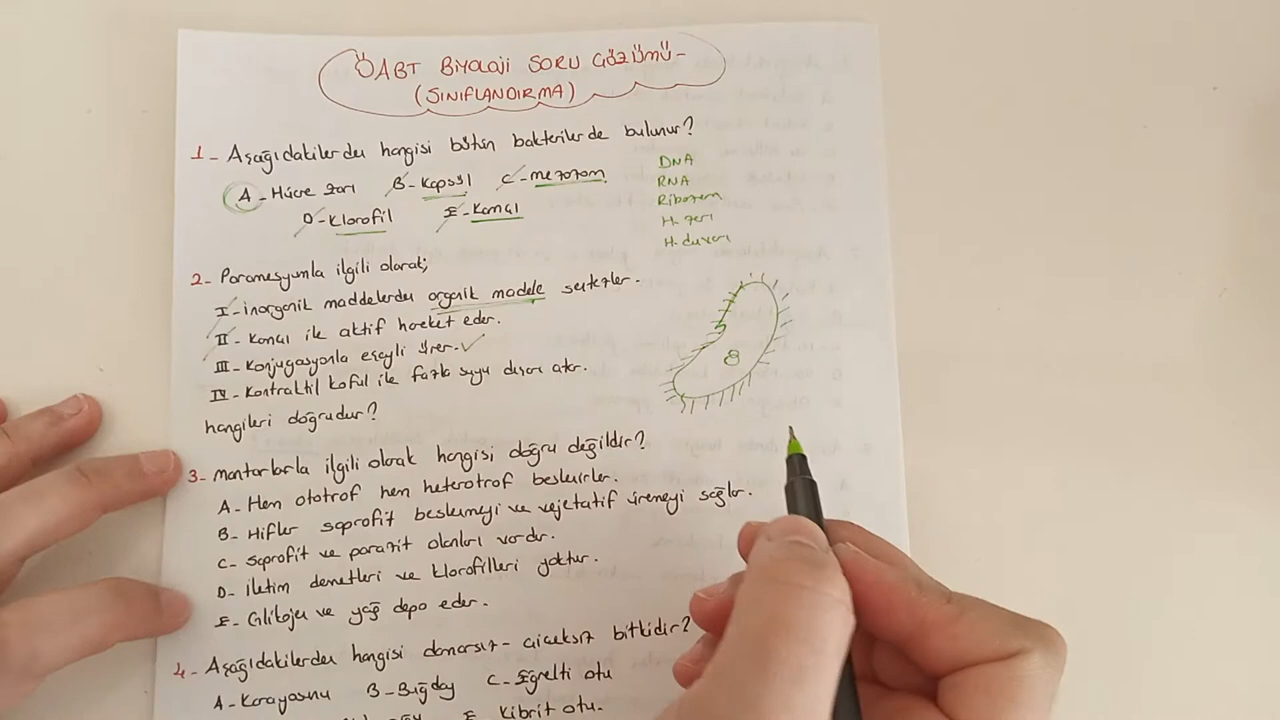 ÖABT BİYOLOJİ SORU ÇÖZÜMÜ-
(SINIFLANDIRMA)
1- Aşağıdakilerden hangisi bütün bakterilerde bulunur?
A- Hücre zarı B- Kapsül C- mezozom
D- Klorofil E- Kamçı
DNA
RNA
Ribozom
H. zarı
H. duvarı
2- Paramesyumla ilgili olarak;
I- inorganik maddelerden organik madde sentezler.
II- Kamçı ile aktif hareket eder.
III- Konjugasyonla eşeyli ürer.
IV- Kontraktil koful ile fazla suyu dışarı atar.
hangileri doğrudur?
3- mantarlarla ilgili olarak hangisi doğru değildir?
A- Hem ototrof hem heterotrof beslenirler.
B- Hifler saprofit beslenmeyi ve vejetatif üremeyi sağlar.
C- Saprofit ve parazit olanları vardır.
D- İletim demetleri ve klorofilleri yoktur.
E- Glikojen ve yağ depo eder.
4- Aşağıdakilerden hangisi damarsız- çiçeksiz bitkidir?
A- Karayosunu B- Buğday C- Eğrelti otu
E Kibrit otu.